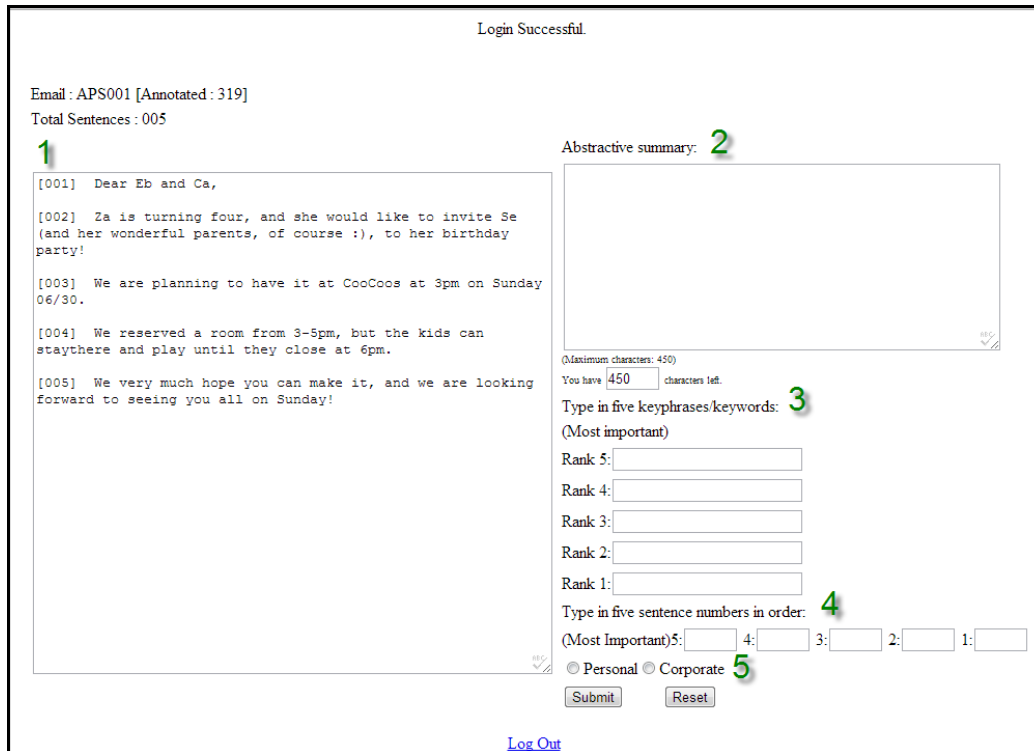 Login Successful.
Email : APS001 [Annotated : 319]
Total Sentences : 005
1
[001]  Dear Eb and Ca,
[002]  Za is turning four, and she would like to invite Se
(and her wonderful parents, of course :), to her birthday
party!
[003]  We are planning to have it at CooCoos at 3pm on Sunday
06/30.
[004]  We reserved a room from 3-5pm, but the kids can
staythere and play until they close at 6pm.
[005]  We very much hope you can make it, and we are looking
forward to seeing you all on Sunday!
ABC
Abstractive summary: 2
ABC
(Maximum characters: 450)
You have 450 characters left.
Type in five keyphrases/keywords: 3
(Most important)
Rank 5:
Rank 4:
Rank 3:
Rank 2:
Rank 1:
Type in five sentence numbers in order: 4
(Most Important)5: 4: 3: 2: 1:
Personal Corporate 5
Submit Reset
Log Out